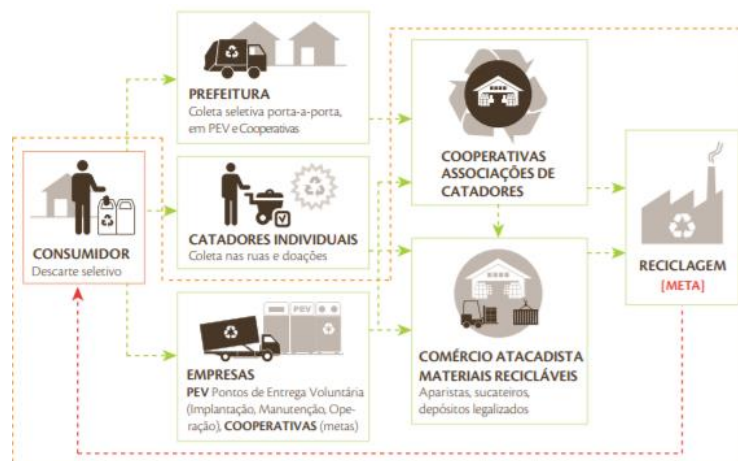 PREFEITURA
Coleta seletiva porta-a-porta,
em PEV e Cooperativas
CONSUMIDOR
Descarte seletivo
CATADORES INDIVIDUAIS
Coleta nas ruas e doações
PEV
EMPRESAS
PEV Pontos de Entrega Voluntária
(Implantação, Manutenção, Ope-
ração), COOPERATIVAS (metas)
COOPERATIVAS
ASSOCIAÇÕES DE
CATADORES
COMÉRCIO ATACADISTA
MATERIAIS RECICLÁVEIS
Aparistas, sucateiros,
depósitos legalizados
RECICLAGEM
[META]